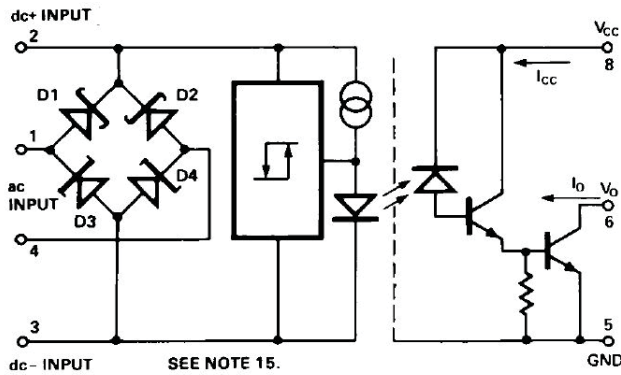 dc+ INPUT
2
D1
D2
1
ac
INPUT
D3
D4
4
3
dc– INPUT
SEE NOTE 15.
VCC
8
ICC
IO
VO
6
5
GND